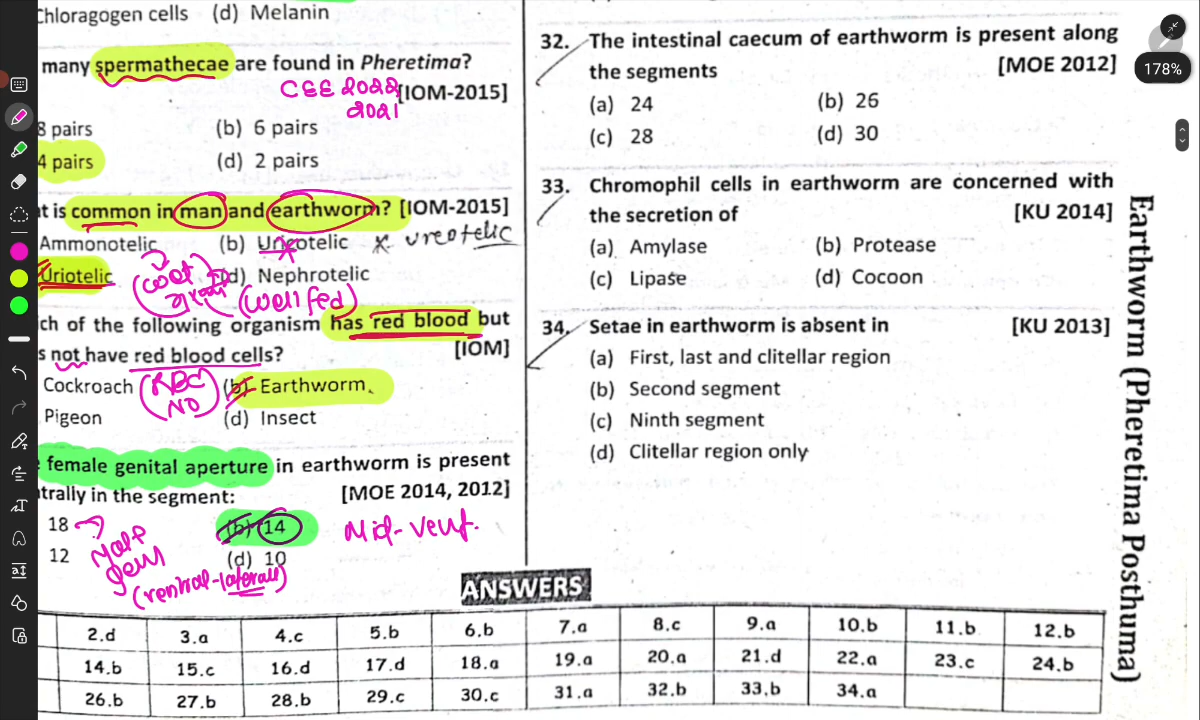 Chloragogen cells (d) Melanin
many spermathecae are found in Pheretima?
CEE 2022
2021
[IOM-2015]
8 pairs (b) 6 pairs
4 pairs (d) 2 pairs
at is common in man and earthworm? [IOM-2015]
Ammonotelic (b) Uricotelic × ureotelic
Uriotelic (d) Nephrotelic
(well fed)
ich of the following organism has red blood but
s not have red blood cells? [IOM]
Cockroach (b) Earthworm
RBC
NO
Pigeon (d) Insect
female genital aperture in earthworm is present
trally in the segment: [MOE 2014, 2012]
18 (b) 14 Mid-vent.
12 (d) 10
32. The intestinal caecum of earthworm is present along
the segments [MOE 2012]
(a) 24 (b) 26
(c) 28 (d) 30
33. Chromophil cells in earthworm are concerned with
the secretion of [KU 2014]
(a) Amylase (b) Protease
(c) Lipase (d) Cocoon
34. Setae in earthworm is absent in [KU 2013]
(a) First, last and clitellar region
(b) Second segment
(c) Ninth segment
(d) Clitellar region only
178%
Earthworm (Pheretima Posthuma)
ANSWERS
2.d 3.a 4.c 5.b 6.b 7.a 8.c 9.a 10.b 11.b 12.b
14.b 15.c 16.d 17.d 18.a 19.a 20.a 21.d 22.a 23.c 24.b
26.b 27.b 28.b 29.c 30.c 31.a 32.b 33.b 34.a